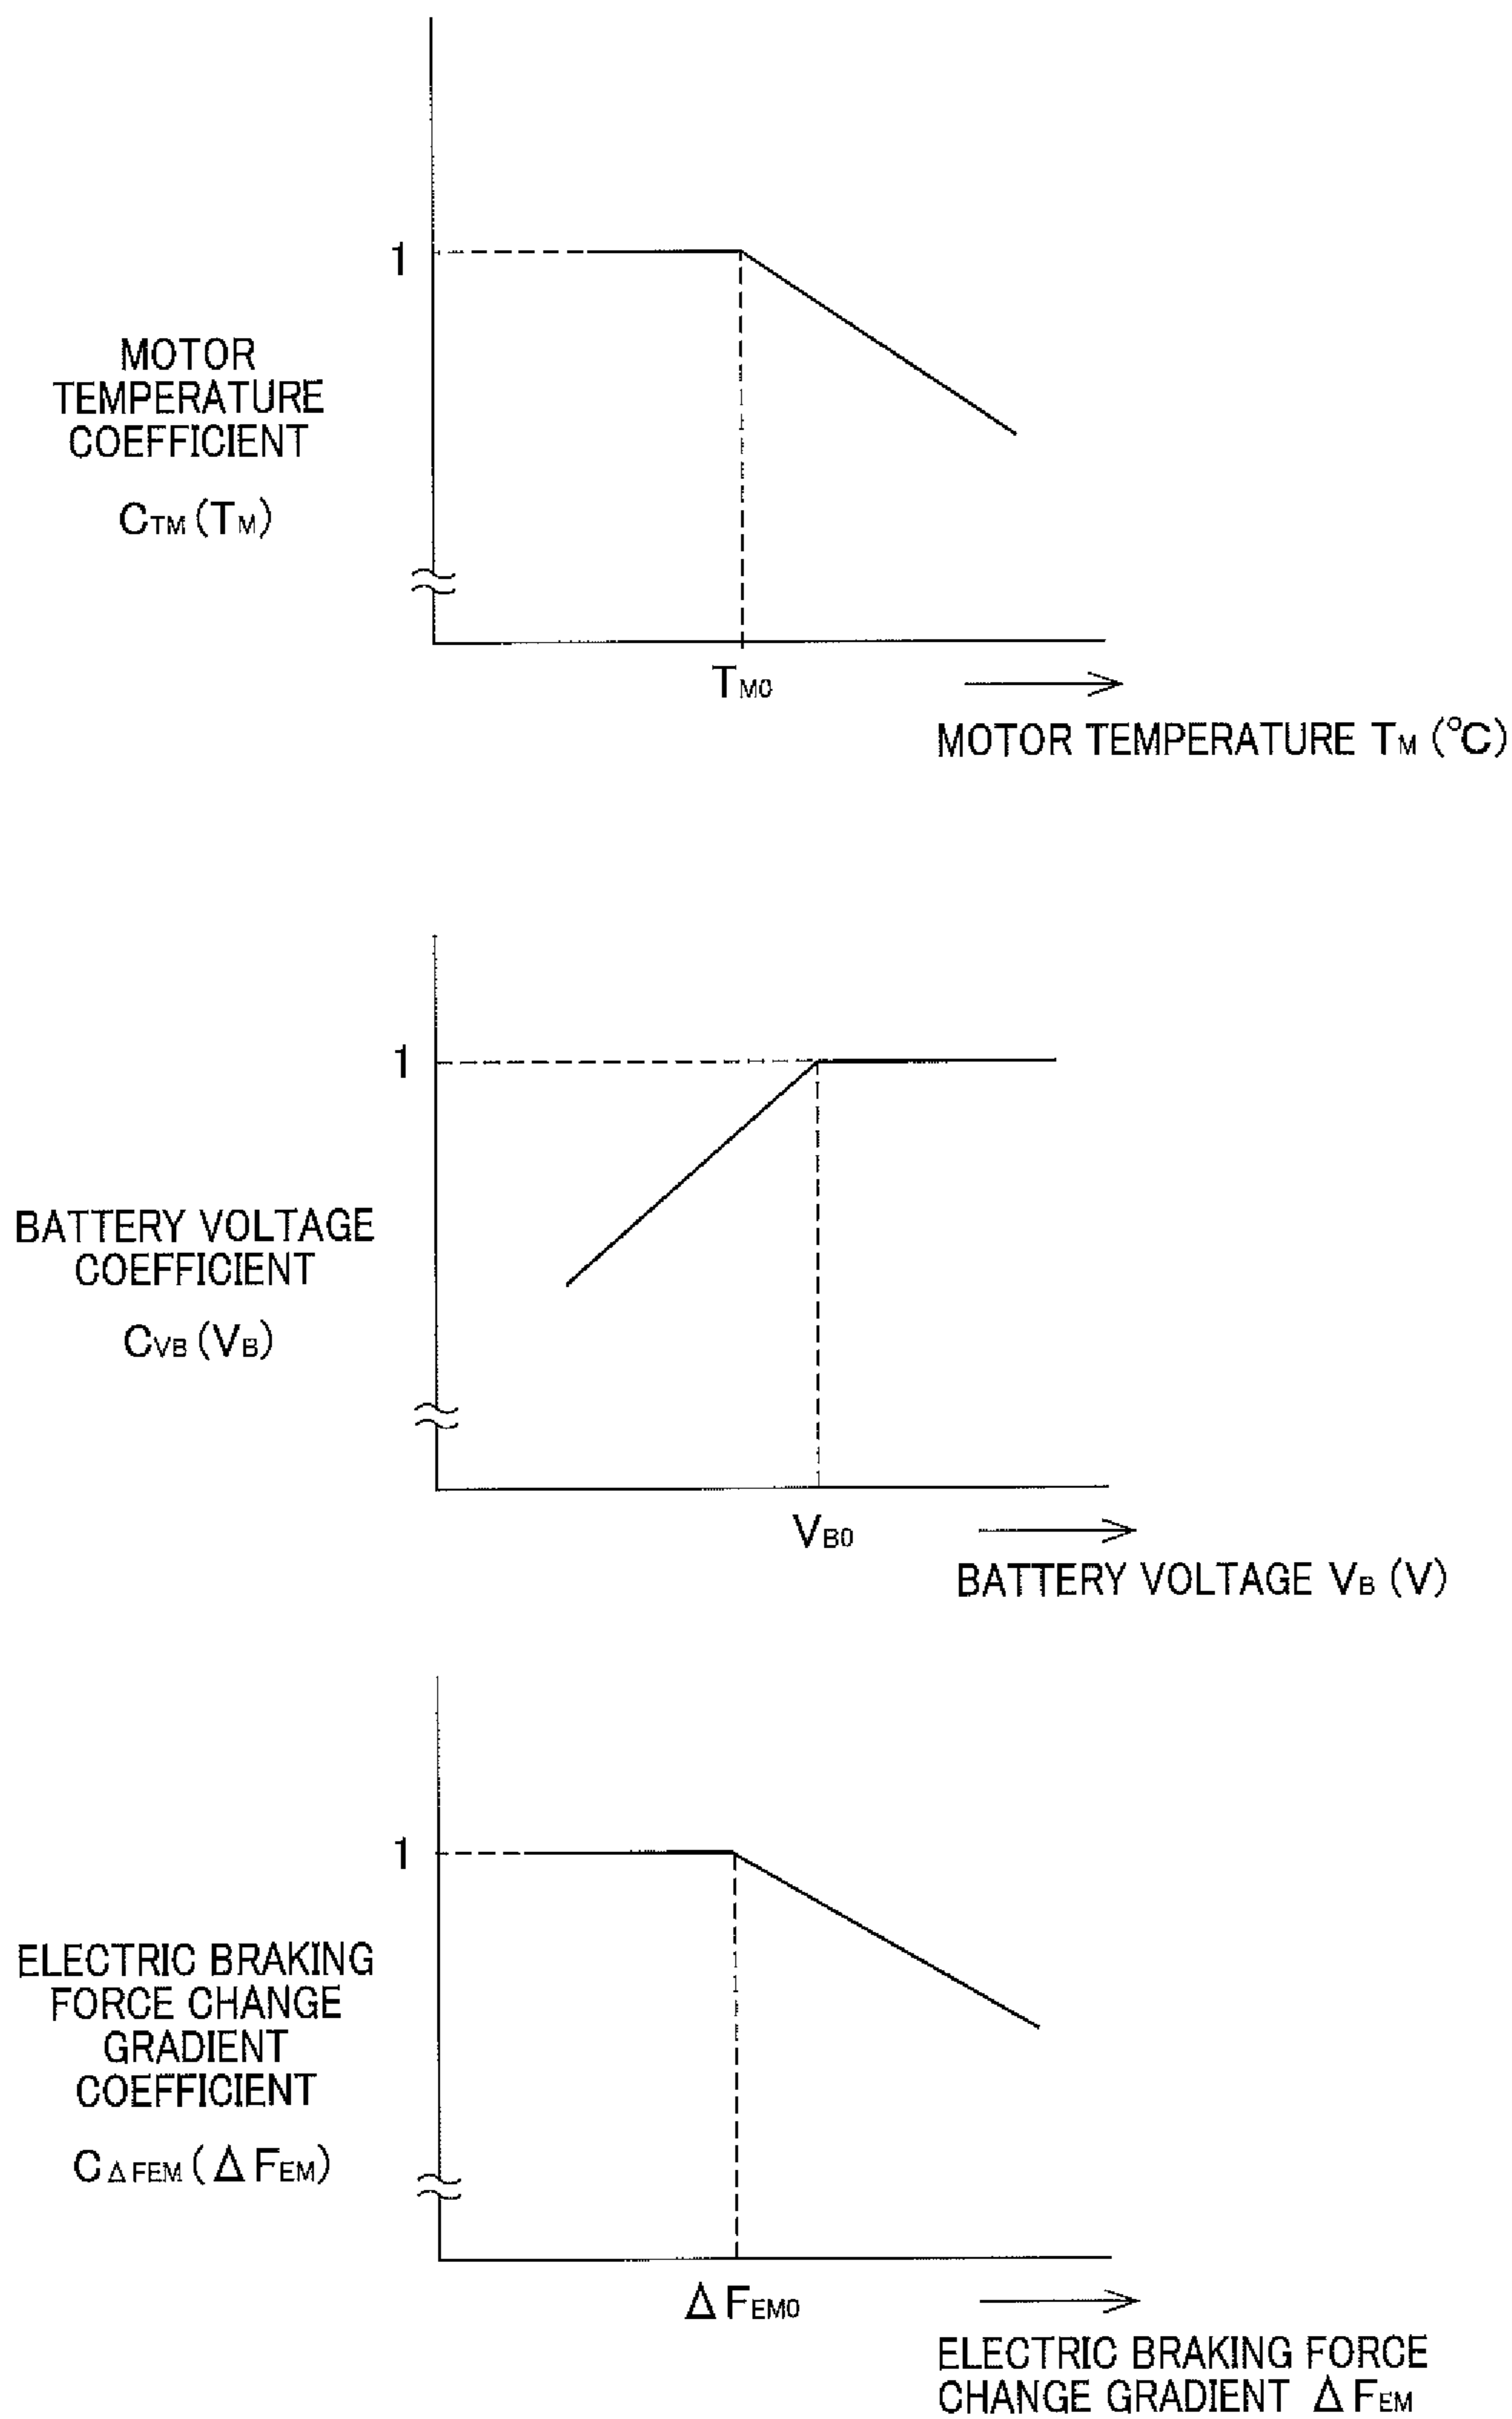 1
MOTOR
TEMPERATURE
COEFFICIENT
CTM (TM)
TM0
MOTOR TEMPERATURE TM (°C)
1
BATTERY VOLTAGE
COEFFICIENT
CVB (VB)
VB0
BATTERY VOLTAGE VB (V)
1
ELECTRIC BRAKING
FORCE CHANGE
GRADIENT
COEFFICIENT
CΔFEM (ΔFEM)
ΔFEM0
ELECTRIC BRAKING FORCE
CHANGE GRADIENT ΔFEM